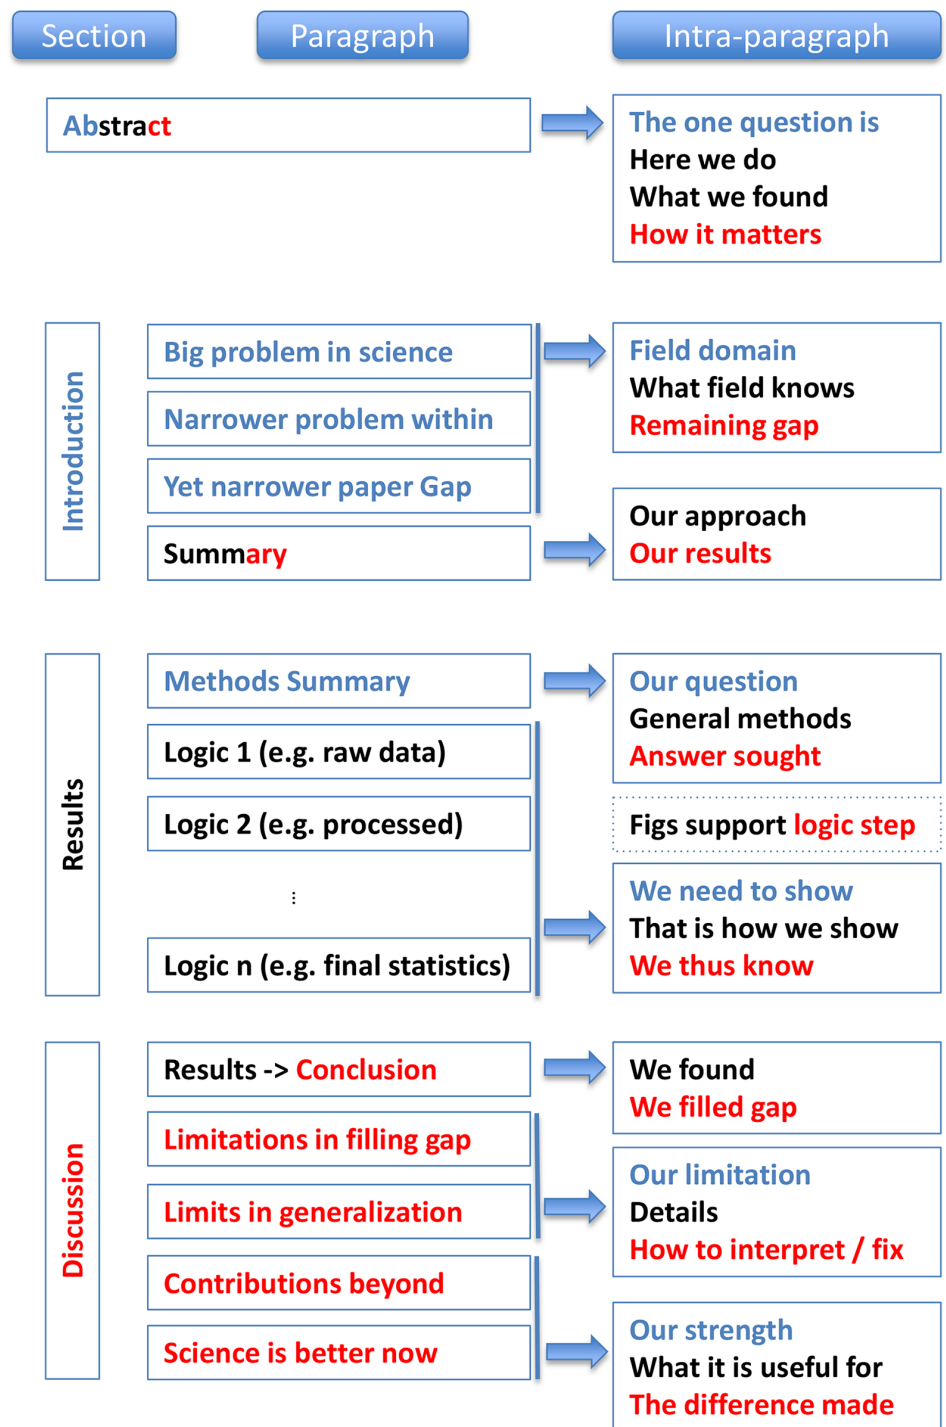 Section
Paragraph
Intra-paragraph
Abstract
The one question is
Here we do
What we found
How it matters
Introduction
Big problem in science
Narrower problem within
Yet narrower paper Gap
Summary
Field domain
What field knows
Remaining gap
Our approach
Our results
Results
Methods Summary
Logic 1 (e.g. raw data)
Logic 2 (e.g. processed)
...
Logic n (e.g. final statistics)
Our question
General methods
Answer sought
Figs support logic step
We need to show
That is how we show
We thus know
Discussion
Results -> Conclusion
Limitations in filling gap
Limits in generalization
Contributions beyond
Science is better now
We found
We filled gap
Our limitation
Details
How to interpret / fix
Our strength
What it is useful for
The difference made